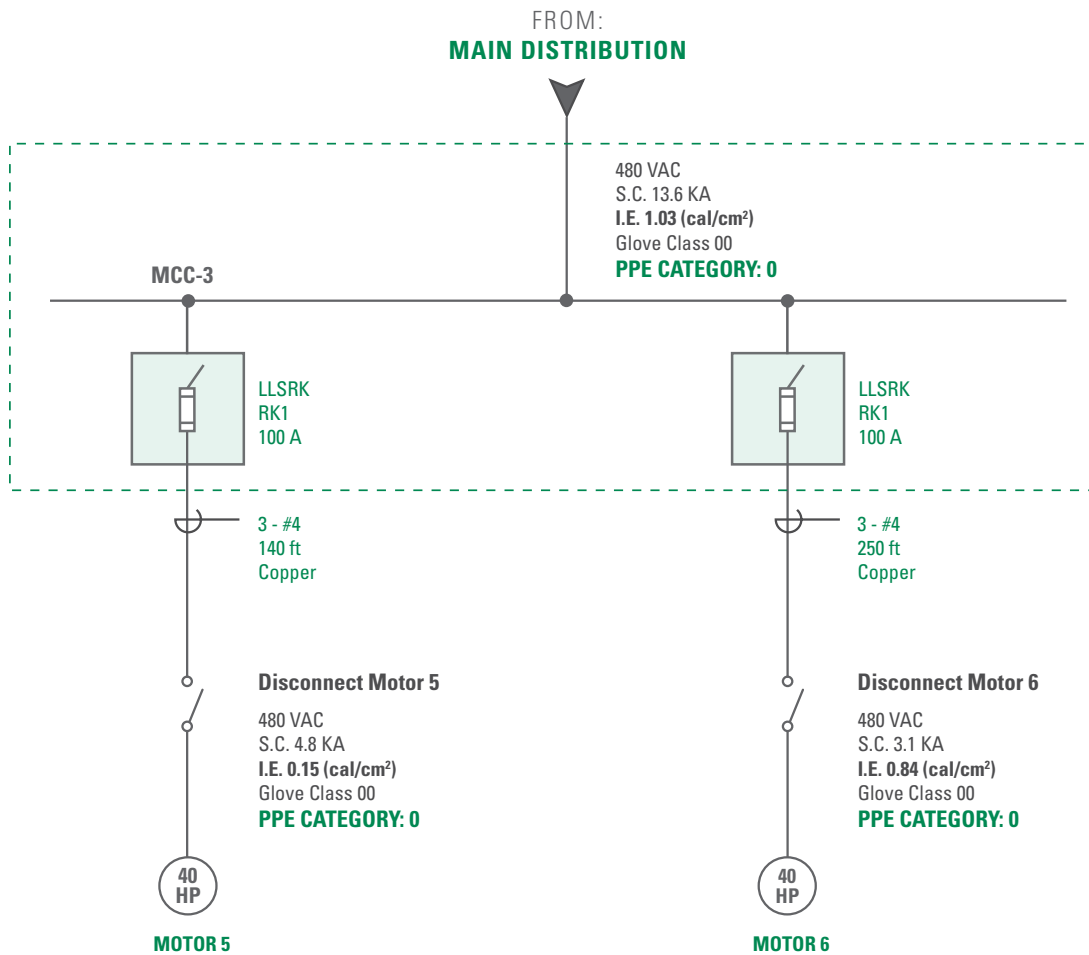 FROM:
MAIN DISTRIBUTION
480 VAC
S.C. 13.6 KA
I.E. 1.03 (cal/cm²)
Glove Class 00
PPE CATEGORY: 0
MCC-3
LLSRK
RK1
100 A
LLSRK
RK1
100 A
3 - #4
140 ft
Copper
3 - #4
250 ft
Copper
Disconnect Motor 5
480 VAC
S.C. 4.8 KA
I.E. 0.15 (cal/cm²)
Glove Class 00
PPE CATEGORY: 0
Disconnect Motor 6
480 VAC
S.C. 3.1 KA
I.E. 0.84 (cal/cm²)
Glove Class 00
PPE CATEGORY: 0
40
HP
MOTOR 5
40
HP
MOTOR 6